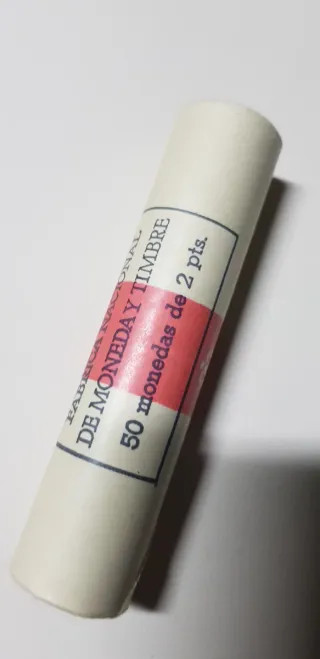 FABRICA NACIONAL
DE MONEDA Y TIMBRE
50 monedas de 2 pts.